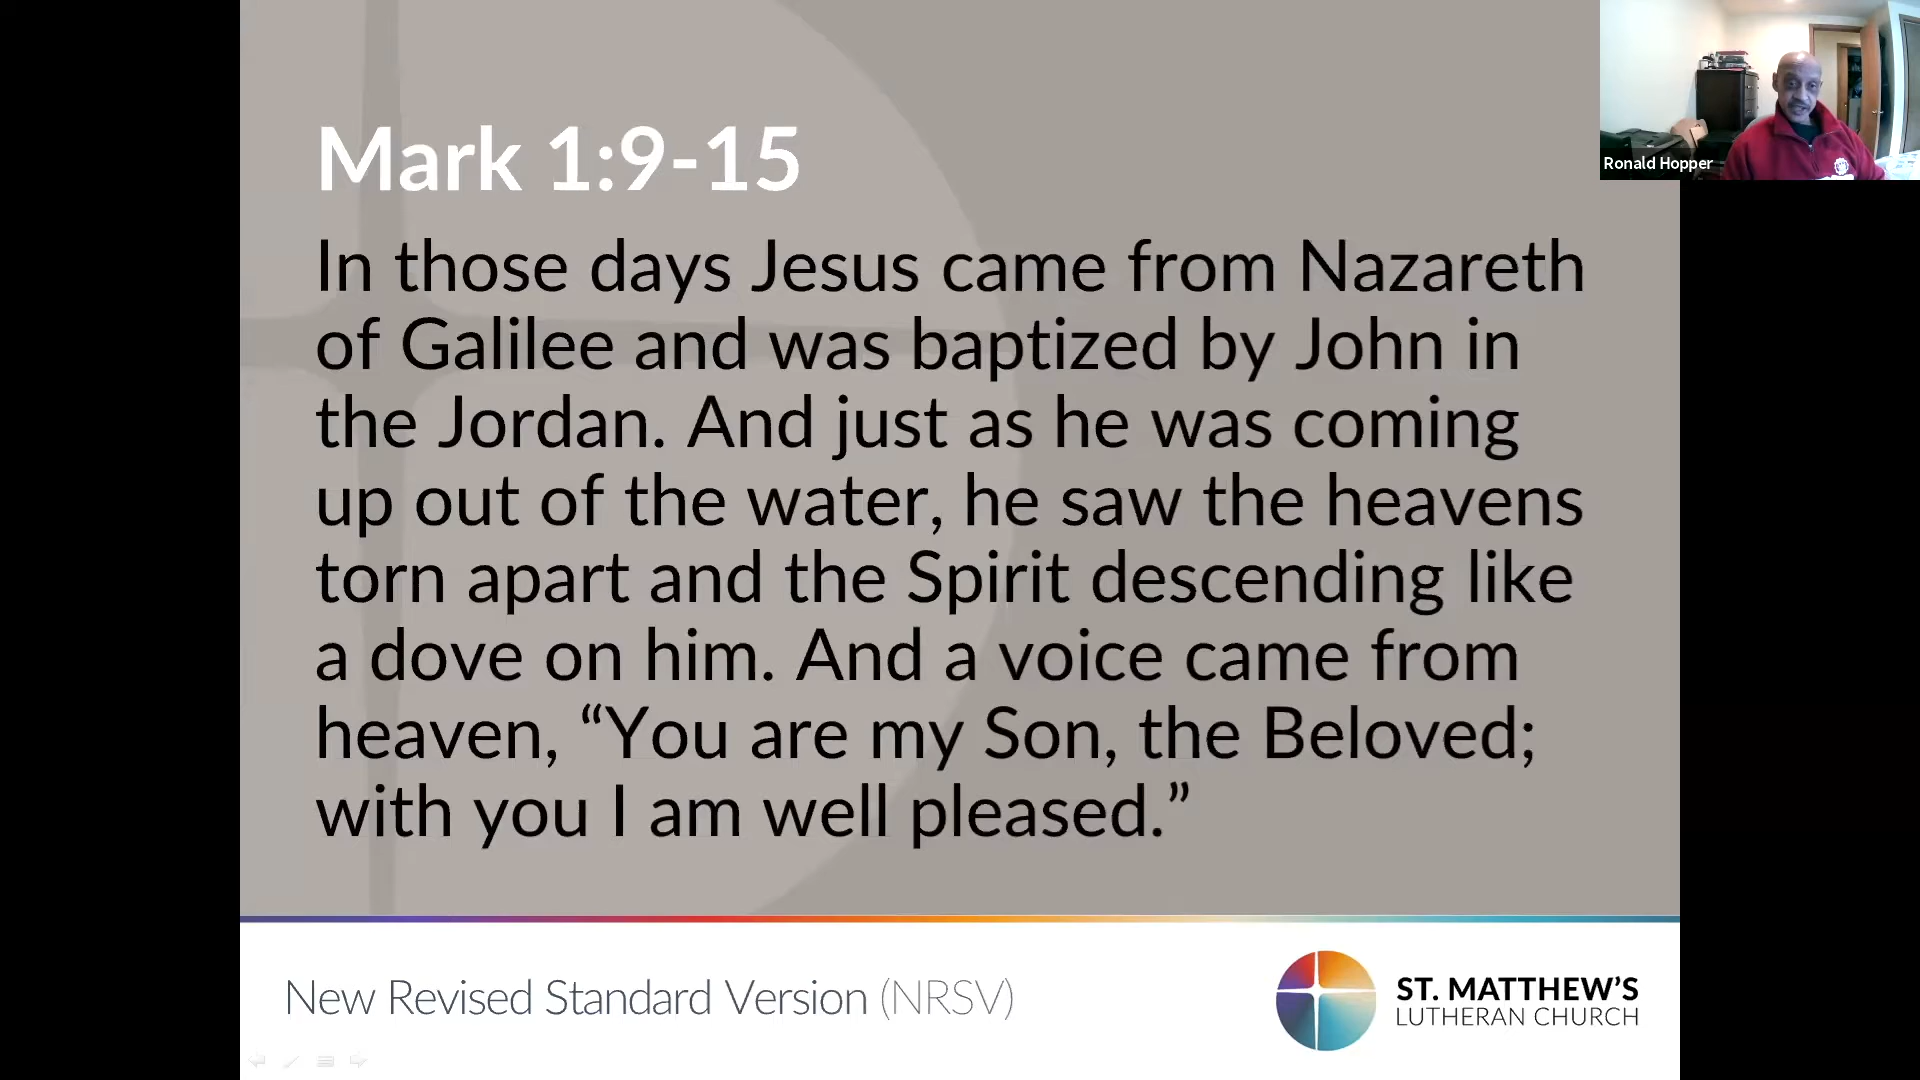 Mark 1:9-15
In those days Jesus came from Nazareth
of Galilee and was baptized by John in
the Jordan. And just as he was coming
up out of the water, he saw the heavens
torn apart and the Spirit descending like
a dove on him. And a voice came from
heaven, “You are my Son, the Beloved;
with you I am well pleased.”
New Revised Standard Version (NRSV)
ST. MATTHEW’S
LUTHERAN CHURCH
Ronald Hopper